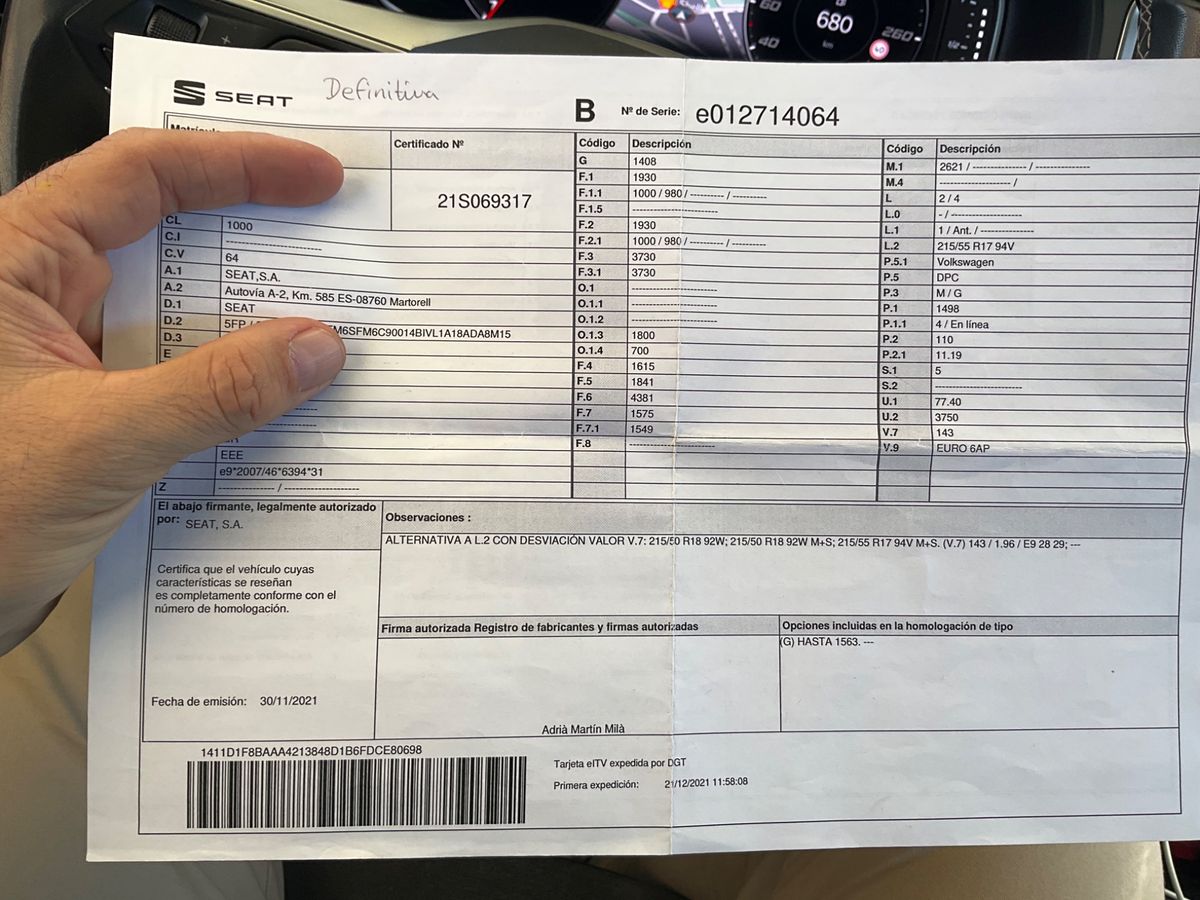 60
40
680
km
260
40
1/2
SEAT
Definitiva
B
Nº de Serie: e012714064
Certificado Nº
21S069317
CL 1000
C.I --------------------
C.V 64
A.1 SEAT,S.A.
A.2 Autovía A-2, Km. 585 ES-08760 Martorell
D.1 SEAT
D.2 5FP / M6SFM6C90014BIVL1A18ADA8M15
D.3
E
EEE
e9*2007/46*6394*31
Z ------------- / -----------------
Código Descripción
G 1408
F.1 1930
F.1.1 1000 / 980 / --------- / ---------
F.1.5 --------------------
F.2 1930
F.2.1 1000 / 980 / --------- / ---------
F.3 3730
F.3.1 3730
O.1 --------------------
O.1.1 --------------------
O.1.2 --------------------
O.1.3 1800
O.1.4 700
F.4 1615
F.5 1841
F.6 4381
F.7 1575
F.7.1 1549
F.8 --------------------
Código Descripción
M.1 2621 / -------------- / --------------
M.4 ------------------ /
L 2 / 4
L.0 - / -----------------
L.1 1 / Ant. / --------------
L.2 215/55 R17 94V
P.5.1 Volkswagen
P.5 DPC
P.3 M / G
P.1 1498
P.1.1 4 / En línea
P.2 110
P.2.1 11.19
S.1 5
S.2 --------------------
U.1 77.40
U.2 3750
V.7 143
V.9 EURO 6AP
El abajo firmante, legalmente autorizado
por: SEAT, S.A.
Certifica que el vehículo cuyas
características se reseñan
es completamente conforme con el
número de homologación.
Fecha de emisión: 30/11/2021
Observaciones :
ALTERNATIVA A L.2 CON DESVIACIÓN VALOR V.7: 215/50 R18 92W; 215/50 R18 92W M+S; 215/55 R17 94V M+S. (V.7) 143 / 1.96 / E9 28 29; ---
Firma autorizada Registro de fabricantes y firmas autorizadas
Adrià Martín Milà
Opciones incluidas en la homologación de tipo
(G) HASTA 1563. ---
1411D1F8BAAA4213848D1B6FDCE80698
Tarjeta eITV expedida por DGT
Primera expedición: 21/12/2021 11:58:08